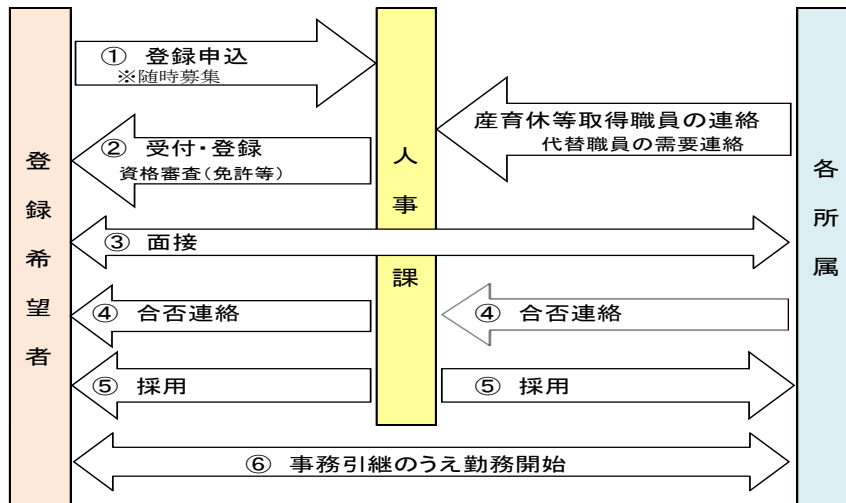 登録希望者
① 登録申込
※随時募集
② 受付・登録
資格審査(免許等)
人事課
産育休等取得職員の連絡
代替職員の需要連絡
各所属
③ 面接
④ 合否連絡
④ 合否連絡
⑤ 採用
⑤ 採用
⑥ 事務引継のうえ勤務開始